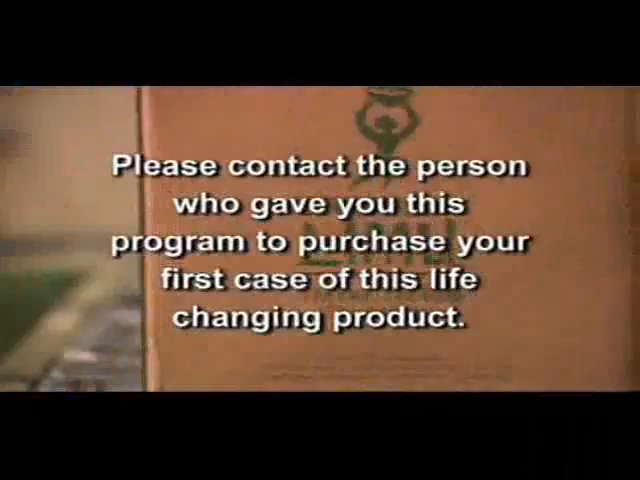 Please contact the person
who gave you this
program to purchase your
first case of this life
changing product.